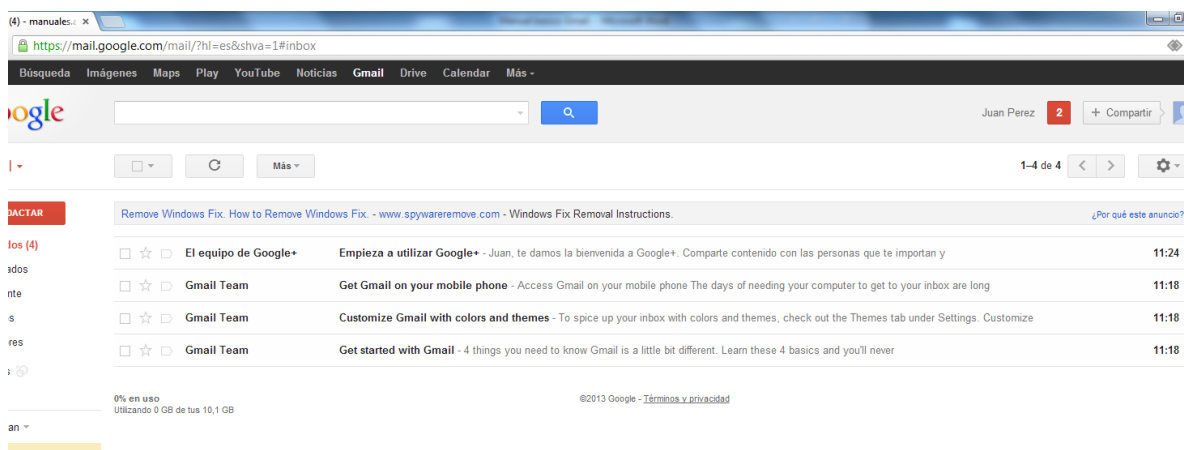 (4) - manuales.
https://mail.google.com/mail/?hl=es&shva=1#inbox
Búsqueda Imágenes Maps Play YouTube Noticias Gmail Drive Calendar Más
ogle
Juan Perez 2 + Compartir
Más 1–4 de 4
DACTAR
Remove Windows Fix. How to Remove Windows Fix. - www.spywareremove.com - Windows Fix Removal Instructions. ¿Por qué este anuncio?
dos (4)
El equipo de Google+ Empieza a utilizar Google+ - Juan, te damos la bienvenida a Google+. Comparte contenido con las personas que te importan y 11:24
ados
Gmail Team Get Gmail on your mobile phone - Access Gmail on your mobile phone The days of needing your computer to get to your inbox are long 11:18
nte
s
Gmail Team Customize Gmail with colors and themes - To spice up your inbox with colors and themes, check out the Themes tab under Settings. Customize 11:18
res
Gmail Team Get started with Gmail - 4 things you need to know Gmail is a little bit different. Learn these 4 basics and you'll never 11:18
s
0% en uso
Utilizando 0 GB de tus 10,1 GB
©2013 Google - Términos y privacidad
an